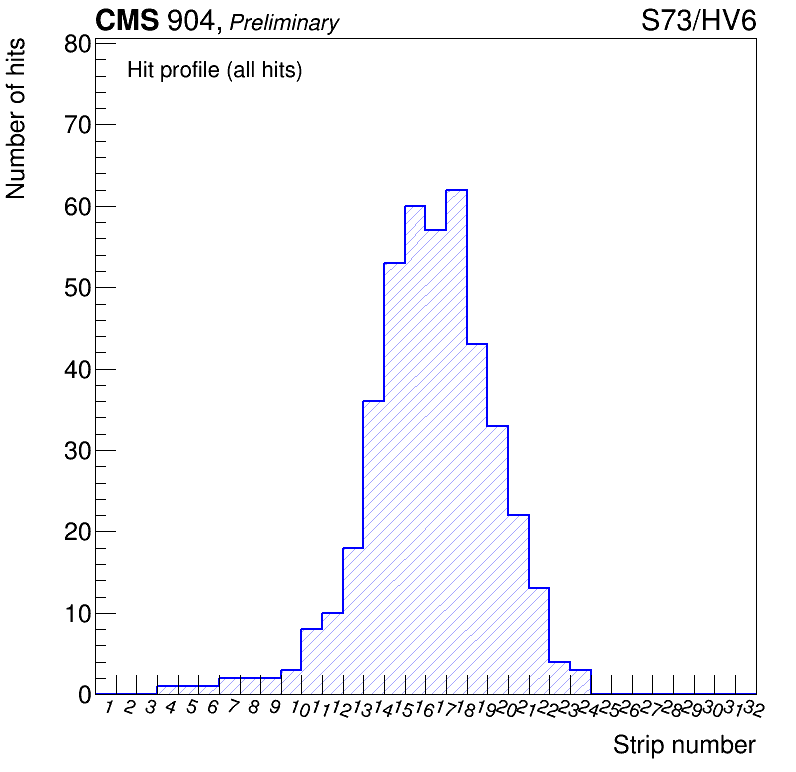 CMS 904, Preliminary
S73/HV6
Number of hits
Hit profile (all hits)
80
70
60
50
40
30
20
10
0
1 2 3 4 5 6 7 8 9 10 11 12 13 14 15 16 17 18 19 20 21 22 23 24 25 26 27 28 29 30 31 32
Strip number